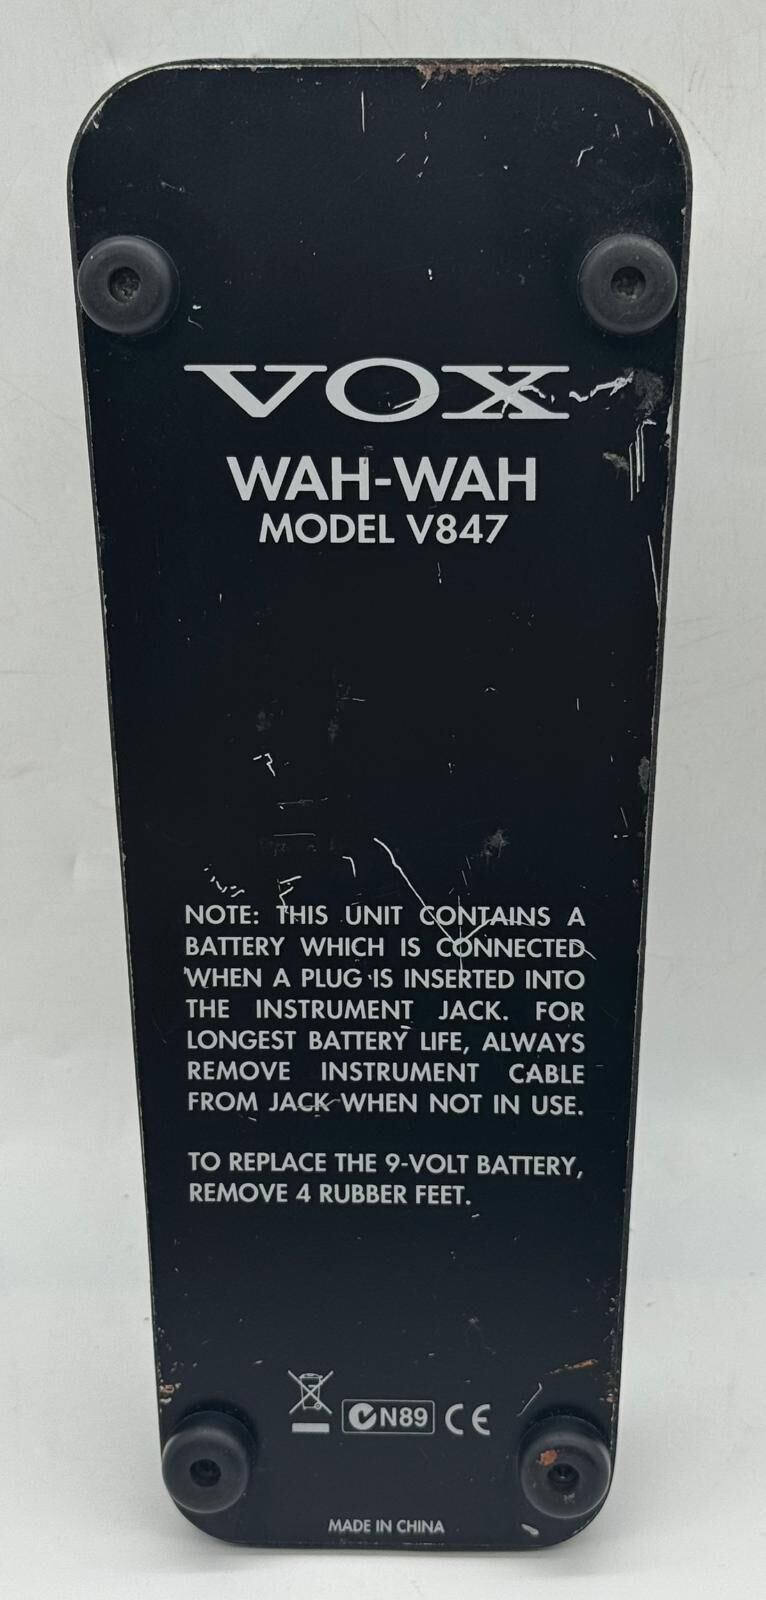 VOX
WAH-WAH
MODEL V847
NOTE: THIS UNIT CONTAINS A
BATTERY WHICH IS CONNECTED
WHEN A PLUG IS INSERTED INTO
THE INSTRUMENT JACK. FOR
LONGEST BATTERY LIFE, ALWAYS
REMOVE INSTRUMENT CABLE
FROM JACK WHEN NOT IN USE.
TO REPLACE THE 9-VOLT BATTERY,
REMOVE 4 RUBBER FEET.
N89 CE
MADE IN CHINA